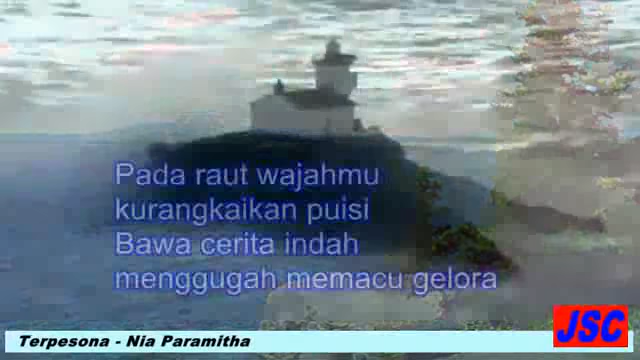 Pada raut wajahmu
kurangkaikan puisi
Bawa cerita indah
menggugah memacu gelora
Terpesona - Nia Paramitha
JSC